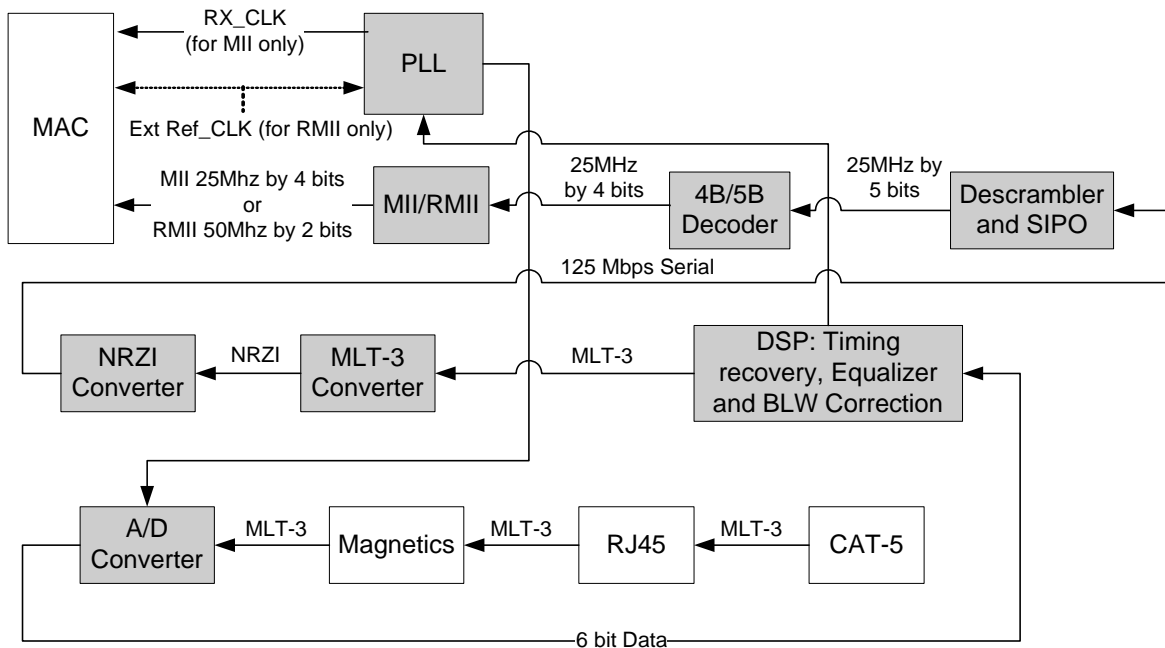 RX_CLK
(for MII only)
PLL
MAC
Ext Ref_CLK (for RMII only)
MII 25Mhz by 4 bits
or
RMII 50Mhz by 2 bits
MII/RMII
25MHz
by 4 bits
4B/5B
Decoder
25MHz by
5 bits
Descrambler
and SIPO
125 Mbps Serial
NRZI
Converter
NRZI
MLT-3
Converter
MLT-3
DSP: Timing
recovery, Equalizer
and BLW Correction
A/D
Converter
MLT-3
Magnetics
MLT-3
RJ45
MLT-3
CAT-5
6 bit Data